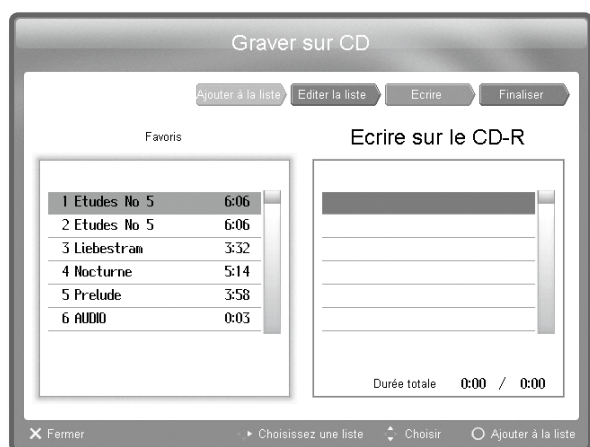 Graver sur CD
Ajouter à la liste Editer la liste Ecrire Finaliser
Favoris
Ecrire sur le CD-R
1 Etudes No 5 6:06
2 Etudes No 5 6:06
3 Liebestram 3:32
4 Nocturne 5:14
5 Prelude 3:58
6 AUDIO 0:03
Durée totale 0:00 / 0:00
Fermer Choisissez une liste Choisir Ajouter à la liste